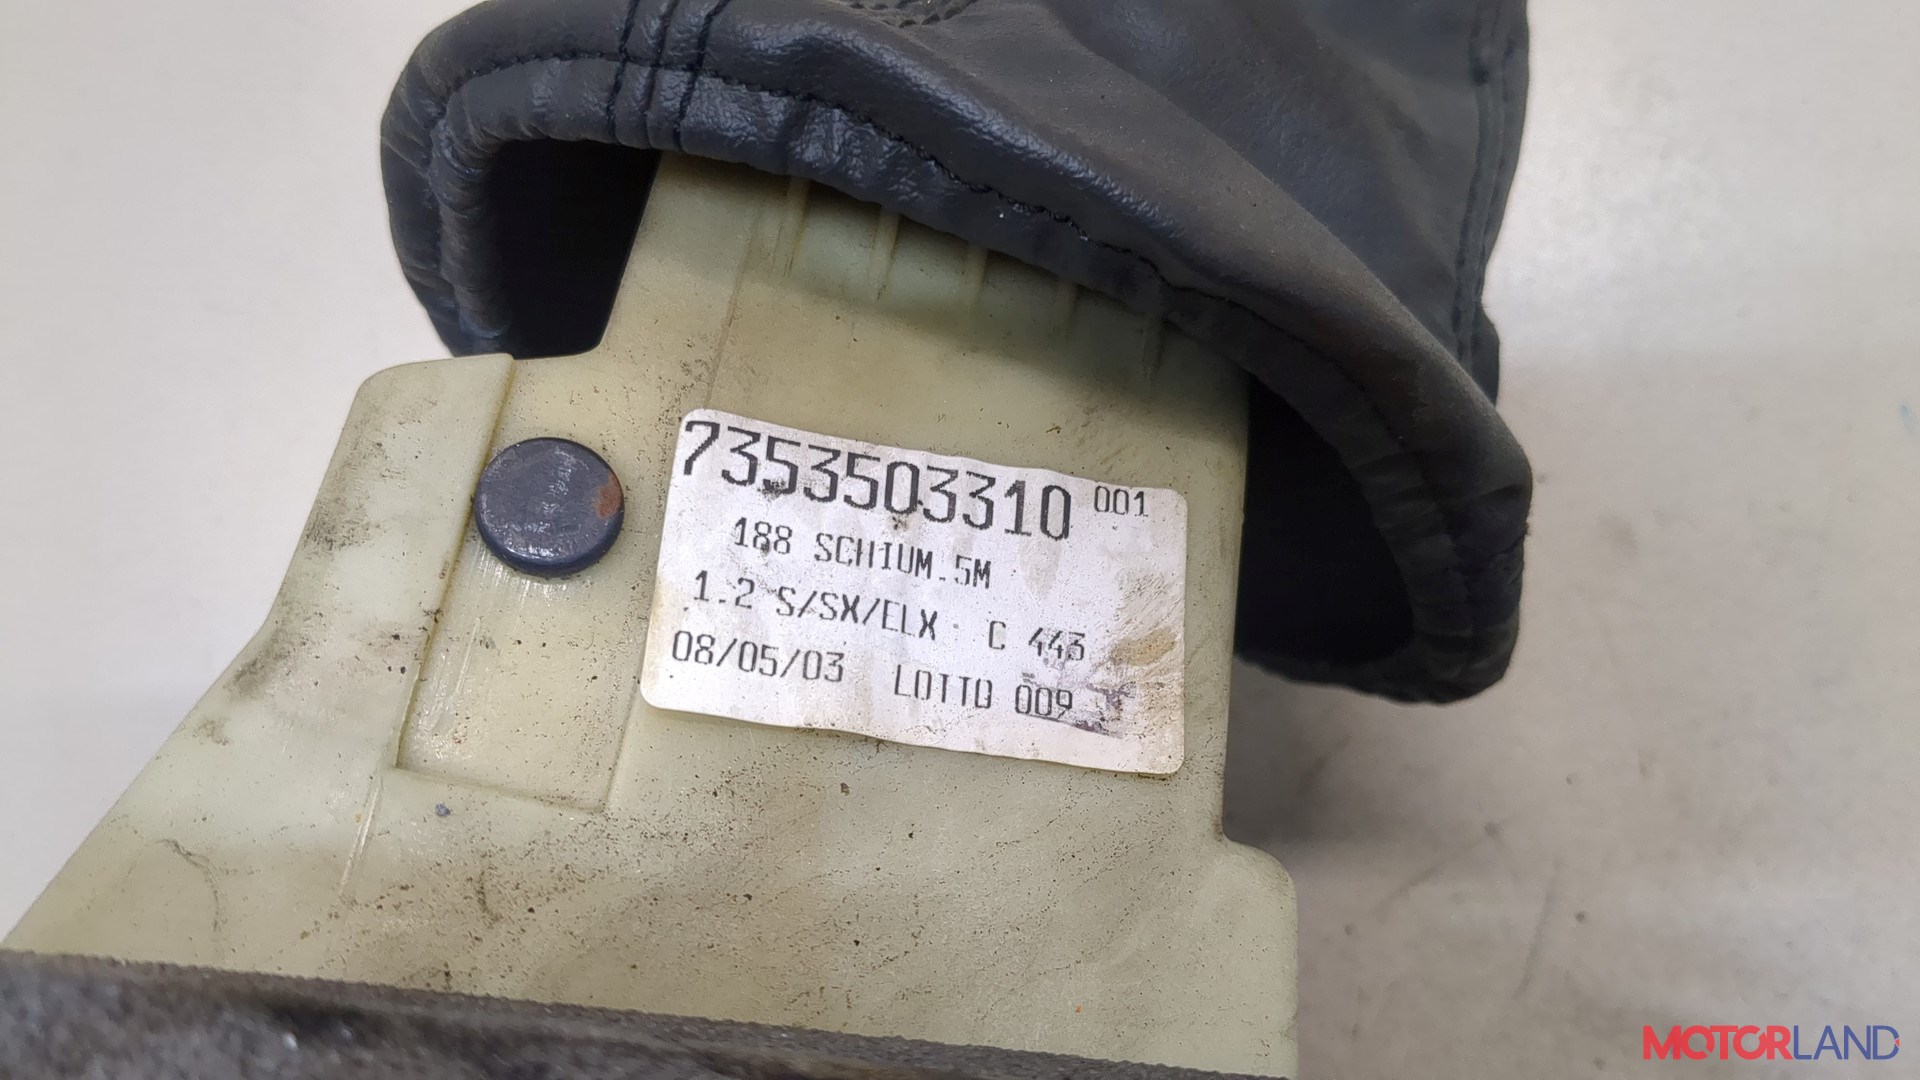 7353503310 001
188 SCHIUM.5M
1.2 S/SX/ELX C 443
08/05/03 LOTTO 009
MOTORLAND